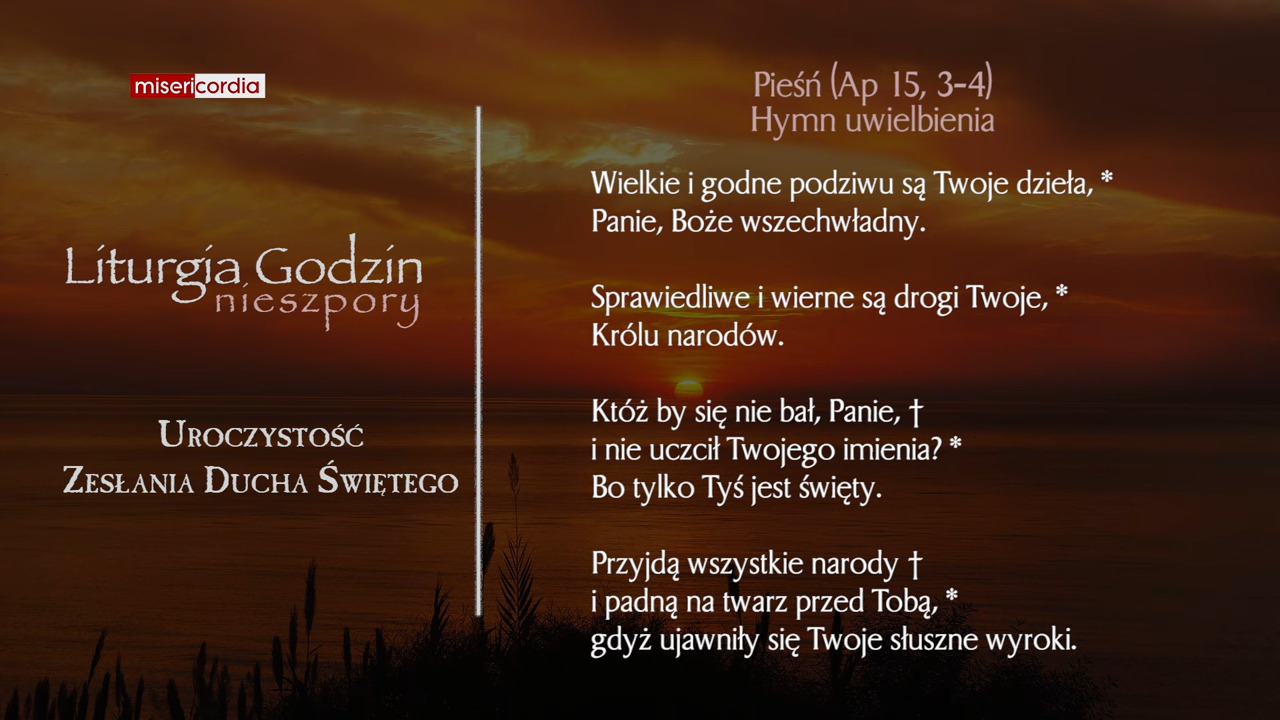 misericordia
Liturgia Godzin
nieszpory
Uroczystość
Zesłania Ducha Świętego
Pieśń (Ap 15, 3-4)
Hymn uwielbienia
Wielkie i godne podziwu są Twoje dzieła, *
Panie, Boże wszechwładny.
Sprawiedliwe i wierne są drogi Twoje, *
Królu narodów.
Któż by się nie bał, Panie, †
i nie uczcił Twojego imienia? *
Bo tylko Tyś jest święty.
Przyjdą wszystkie narody †
i padną na twarz przed Tobą, *
gdyż ujawniły się Twoje słuszne wyroki.